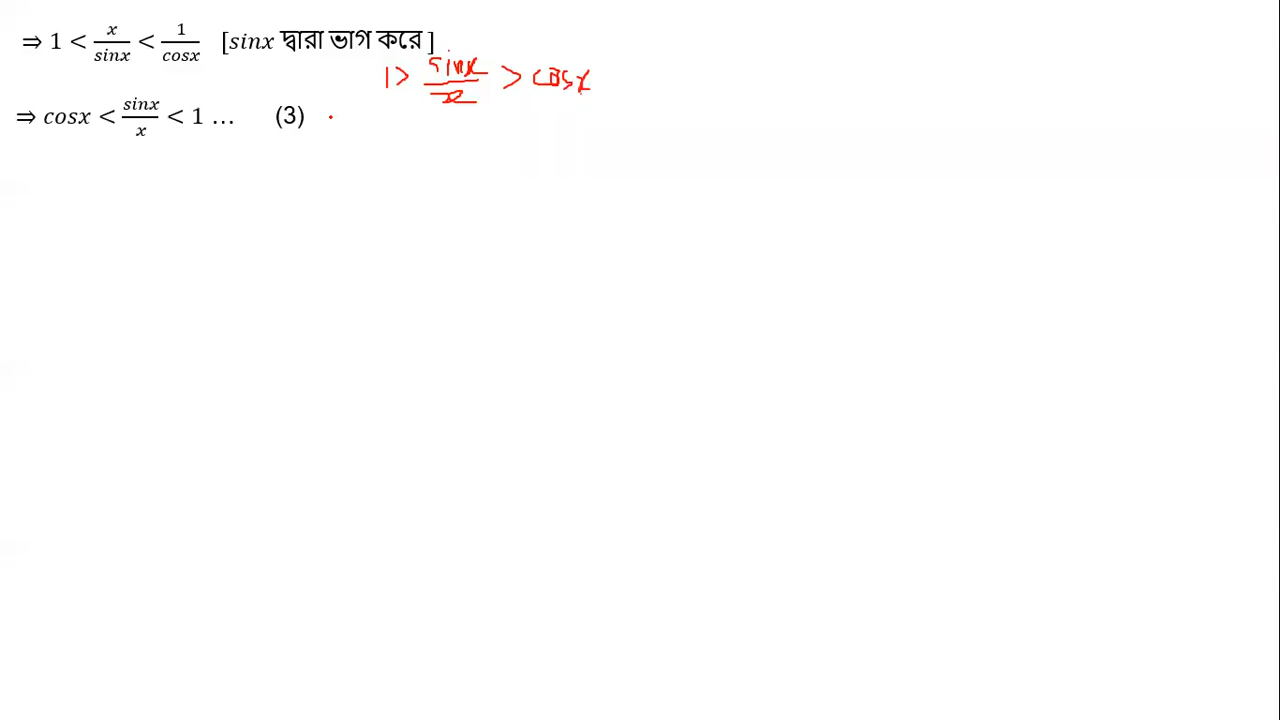 ⇒ 1 < x/sinx < 1/cosx [sinx দ্বারা ভাগ করে ]
1 > sinx/x > cosx
⇒ cosx < sinx/x < 1 … (3)